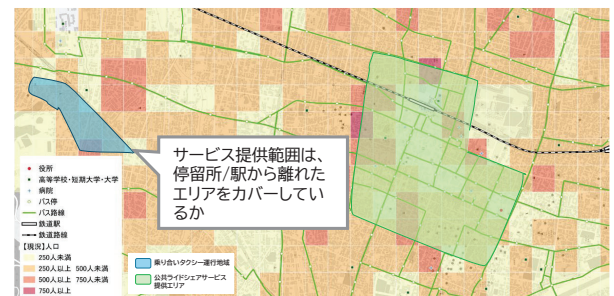 サービス提供範囲は、
停留所/駅から離れた
エリアをカバーしてい
るか
役所
高等学校・短期大学・大学
病院
バス停
バス路線
鉄道駅
鉄道路線
【現況】人口
250人未満
250人以上 500人未満
500人以上 750人未満
750人以上
乗り合いタクシー運行地域
公共ライドシェアサービス
提供エリア